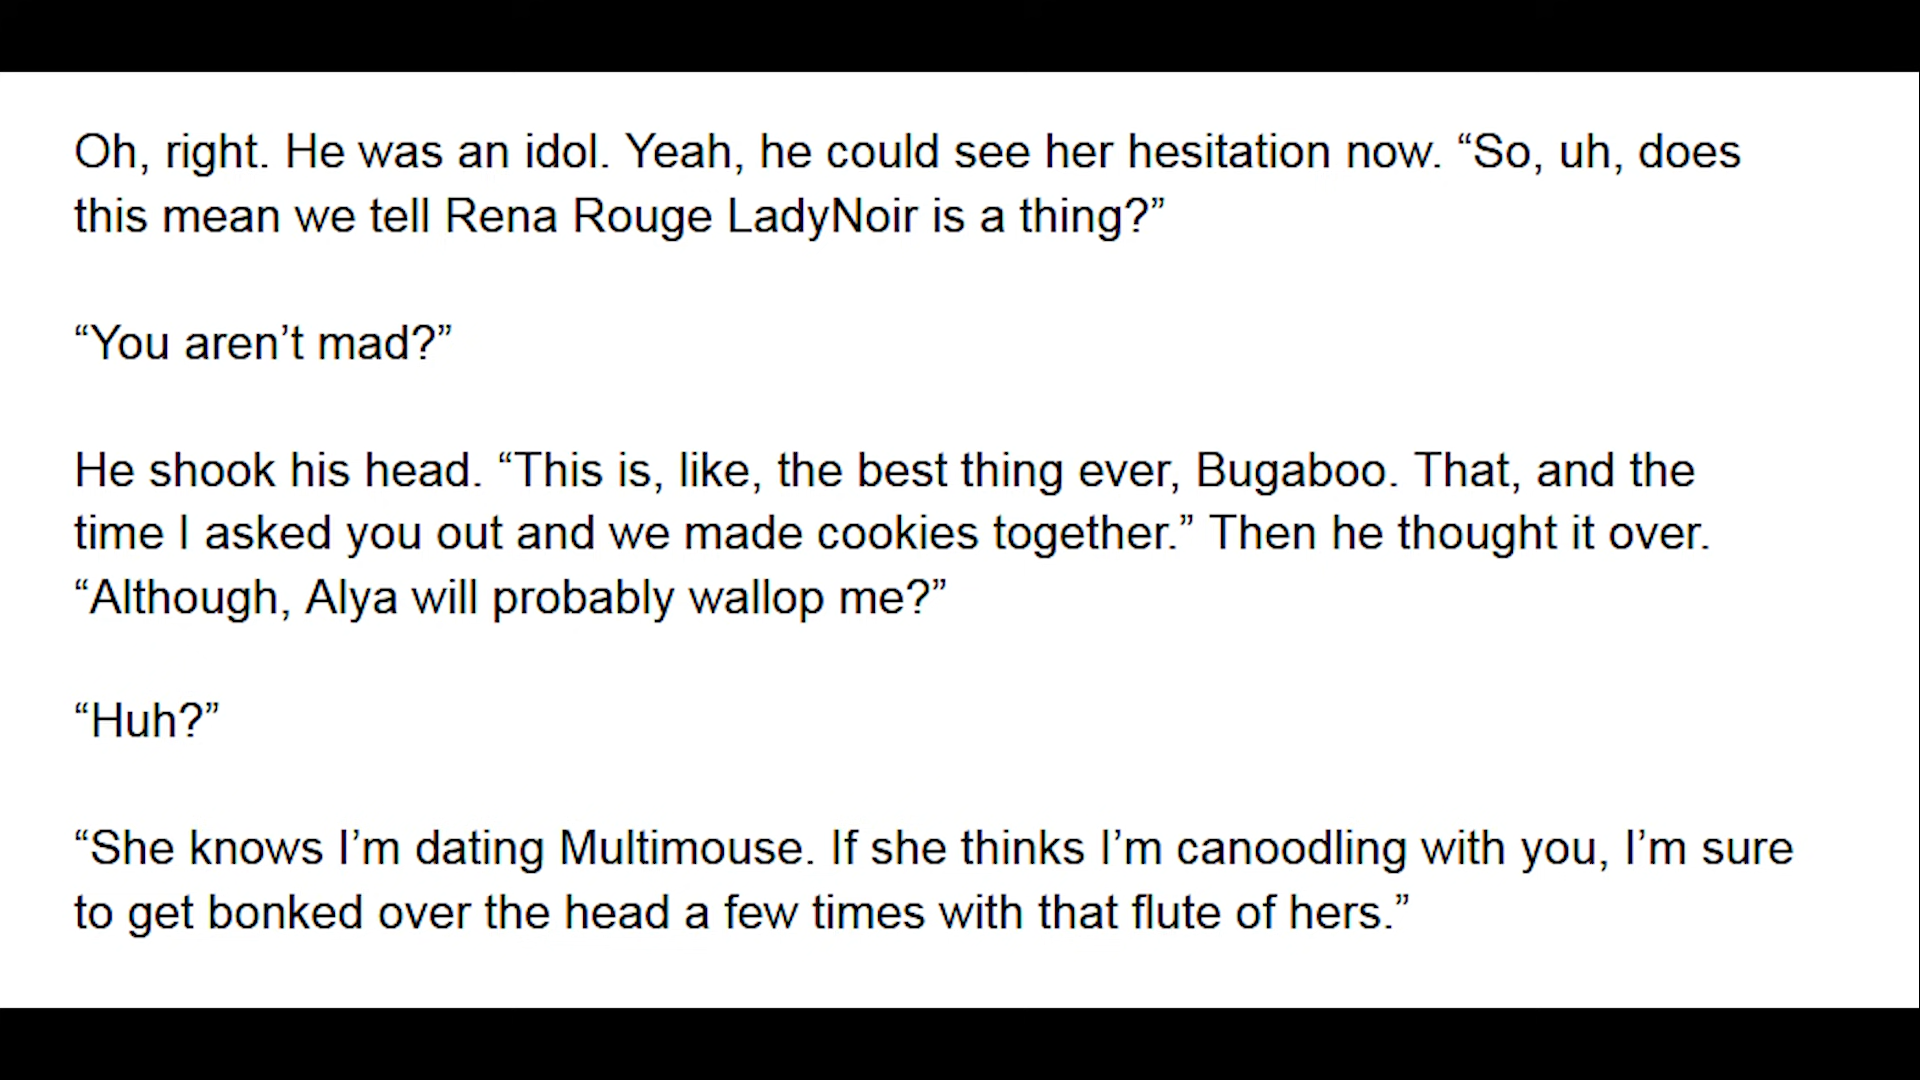 Oh, right. He was an idol. Yeah, he could see her hesitation now. “So, uh, does
this mean we tell Rena Rouge LadyNoir is a thing?”
“You aren’t mad?”
He shook his head. “This is, like, the best thing ever, Bugaboo. That, and the
time I asked you out and we made cookies together.” Then he thought it over.
“Although, Alya will probably wallop me?”
“Huh?”
“She knows I’m dating Multimouse. If she thinks I’m canoodling with you, I’m sure
to get bonked over the head a few times with that flute of hers.”